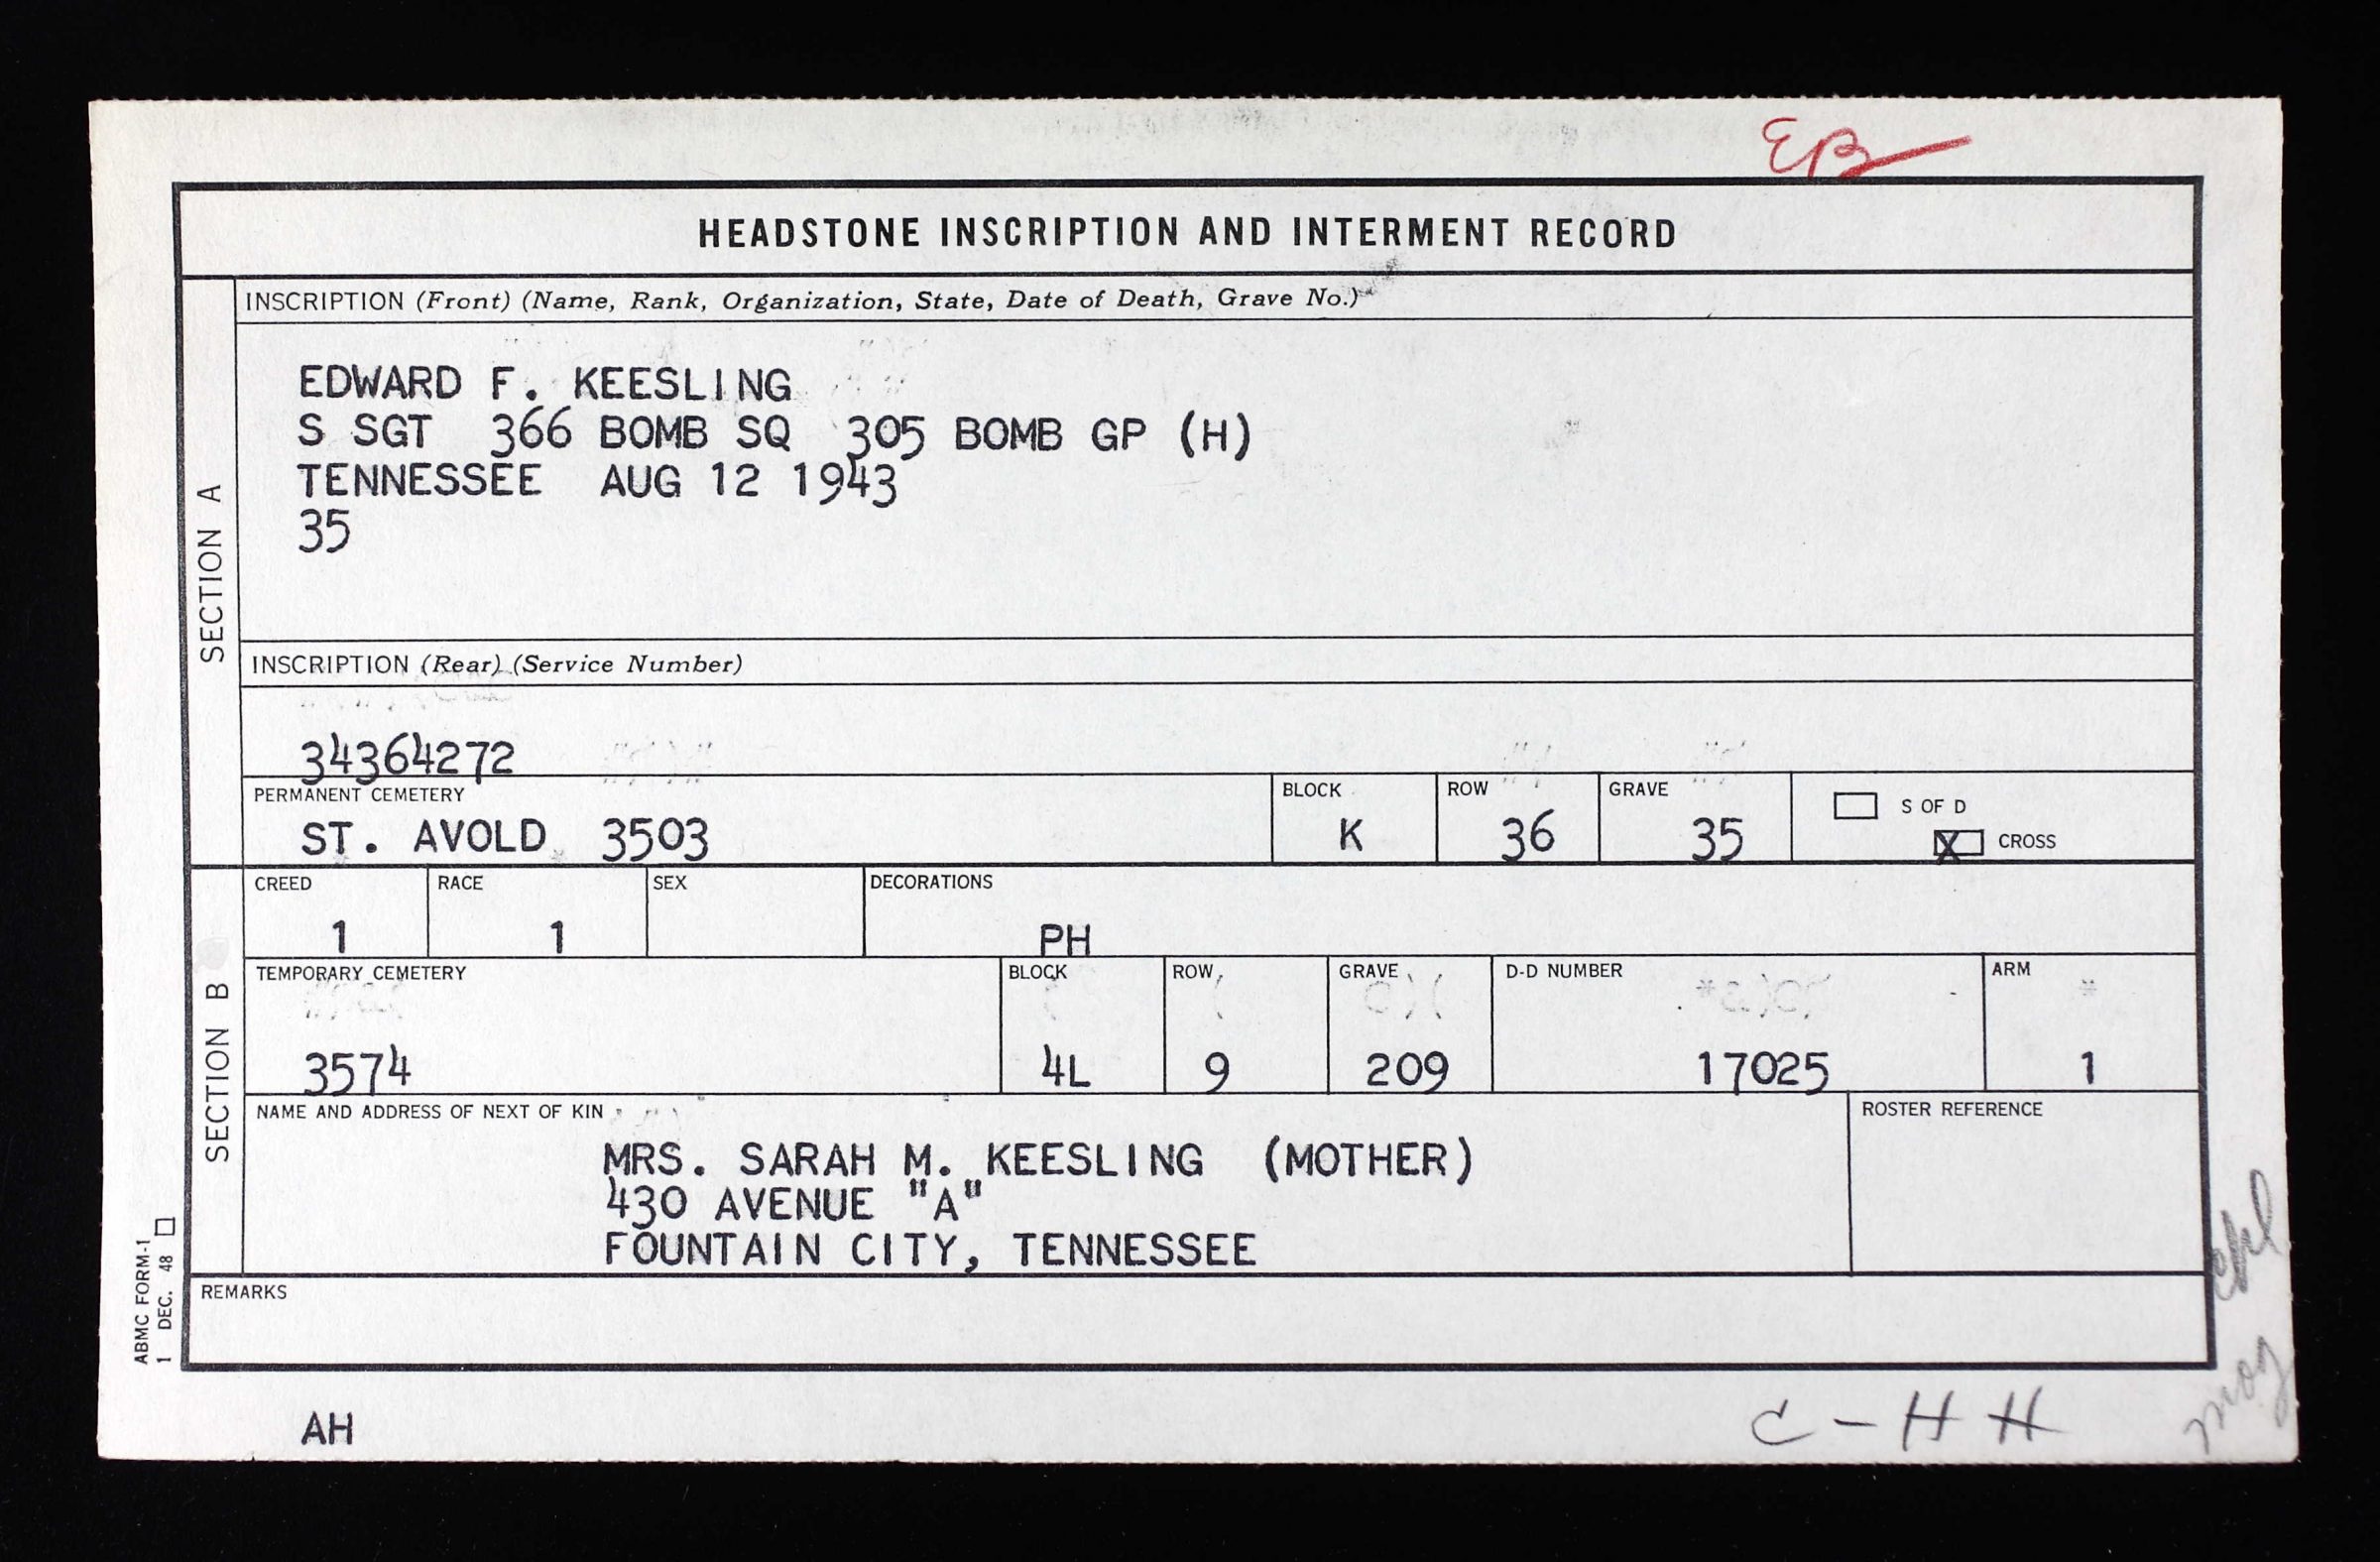 EB
HEADSTONE INSCRIPTION AND INTERMENT RECORD
SECTION A
INSCRIPTION (Front) (Name, Rank, Organization, State, Date of Death, Grave No.)
EDWARD F. KEESLING
S SGT 366 BOMB SQ 305 BOMB GP (H)
TENNESSEE AUG 12 1943
35
INSCRIPTION (Rear) (Service Number)
34364272
PERMANENT CEMETERY BLOCK ROW GRAVE S OF D
ST. AVOLD 3503 K 36 35 X CROSS
SECTION B
CREED RACE SEX DECORATIONS
1 1 PH
TEMPORARY CEMETERY BLOCK ROW GRAVE D-D NUMBER ARM
3574 4L 9 209 17025 1
NAME AND ADDRESS OF NEXT OF KIN ROSTER REFERENCE
MRS. SARAH M. KEESLING (MOTHER)
430 AVENUE "A"
FOUNTAIN CITY, TENNESSEE
REMARKS
ABMC FORM-1
1 DEC. 48
AH
C-HH